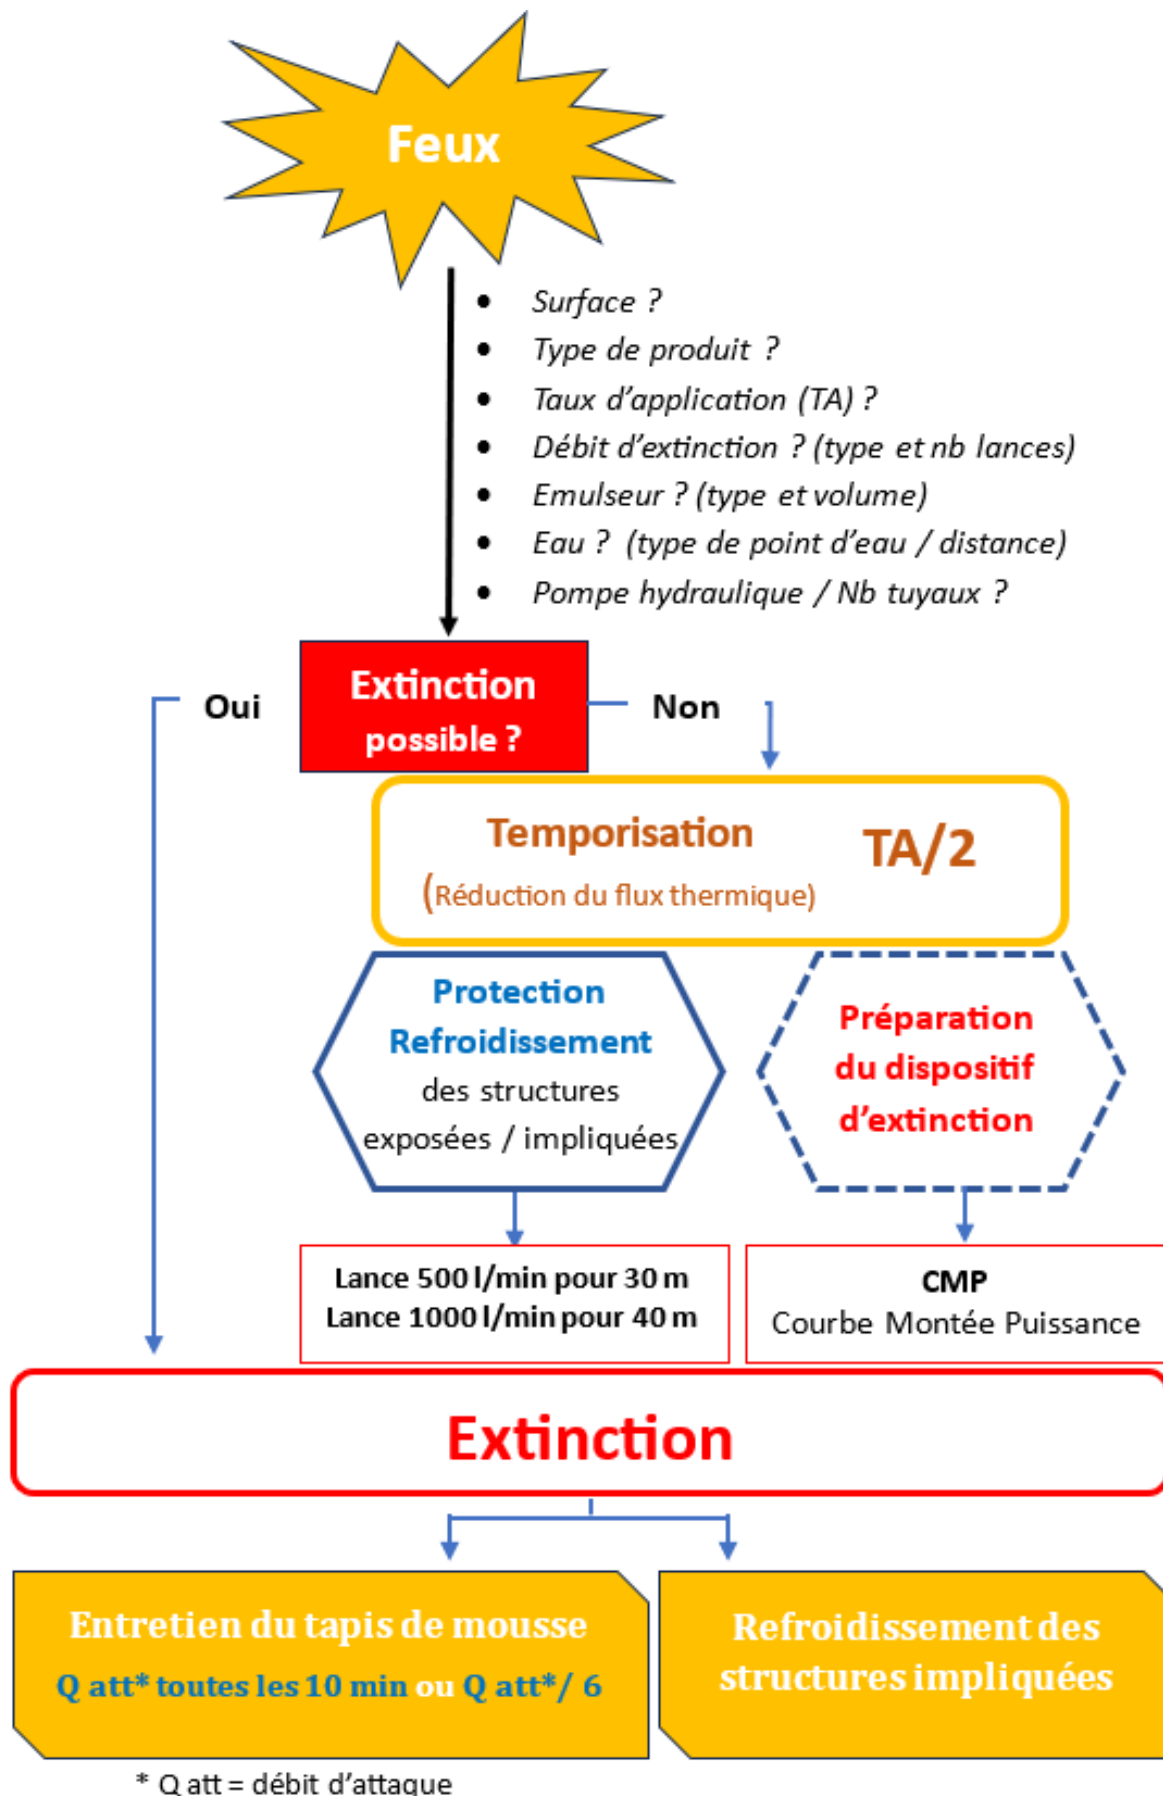 Feux
Surface ?
Type de produit ?
Taux d’application (TA) ?
Débit d’extinction ? (type et nb lances)
Emulseur ? (type et volume)
Eau ? (type de point d’eau / distance)
Pompe hydraulique / Nb tuyaux ?
Oui
Extinction
possible ?
Non
Temporisation
(Réduction du flux thermique)
TA/2
Protection
Refroidissement
des structures
exposées / impliquées
Préparation
du dispositif
d’extinction
Lance 500 l/min pour 30 m
Lance 1000 l/min pour 40 m
CMP
Courbe Montée Puissance
Extinction
Entretien du tapis de mousse
Q att* toutes les 10 min ou Q att*/ 6
Refroidissement des
structures impliquées
* Q att = débit d’attaque